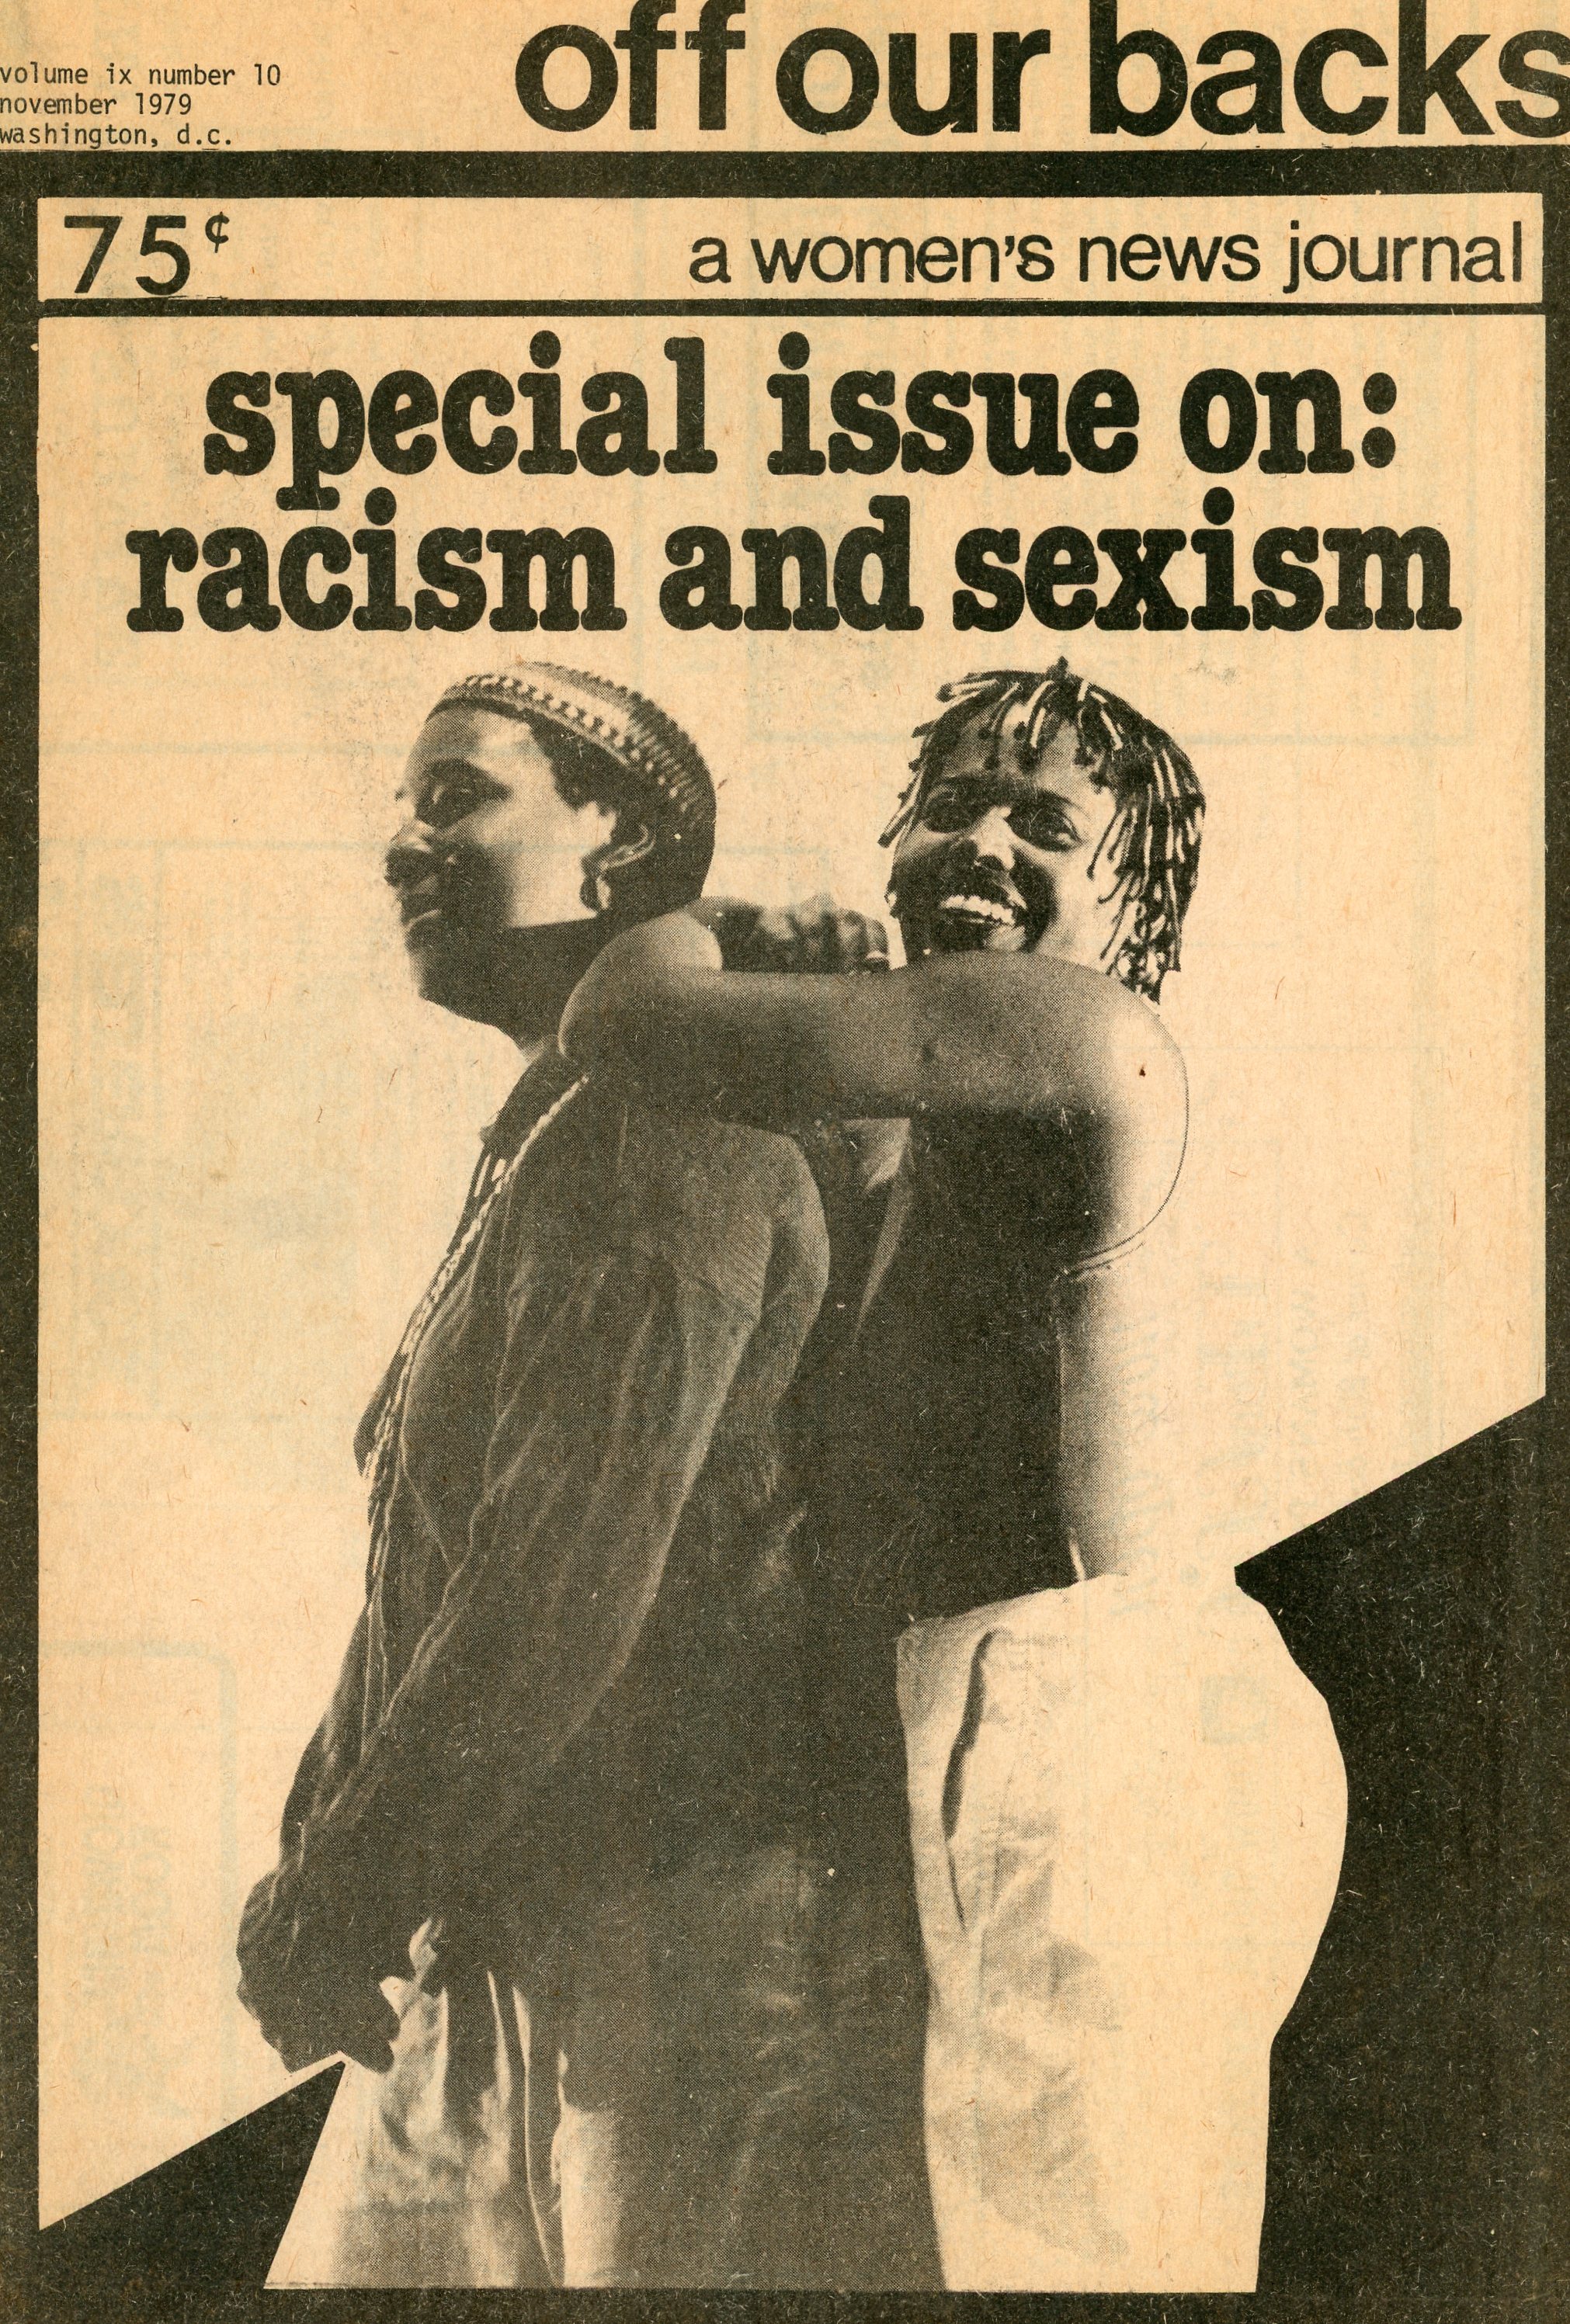 off our backs
volume ix number 10
november 1979
washington, d.c.
75¢
a women's news journal
special issue on:
racism and sexism